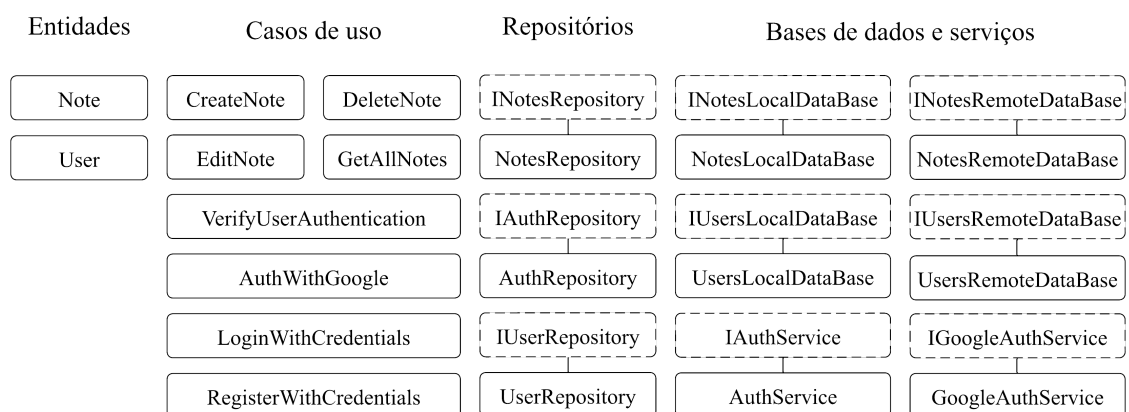 Entidades
Casos de uso
Repositórios
Bases de dados e serviços
Note
CreateNote
DeleteNote
INotesRepository
INotesLocalDataBase
INotesRemoteDataBase
User
EditNote
GetAllNotes
NotesRepository
NotesLocalDataBase
NotesRemoteDataBase
VerifyUserAuthentication
IAuthRepository
IUsersLocalDataBase
IUsersRemoteDataBase
AuthWithGoogle
AuthRepository
UsersLocalDataBase
UsersRemoteDataBase
LoginWithCredentials
IUserRepository
IAuthService
IGoogleAuthService
RegisterWithCredentials
UserRepository
AuthService
GoogleAuthService